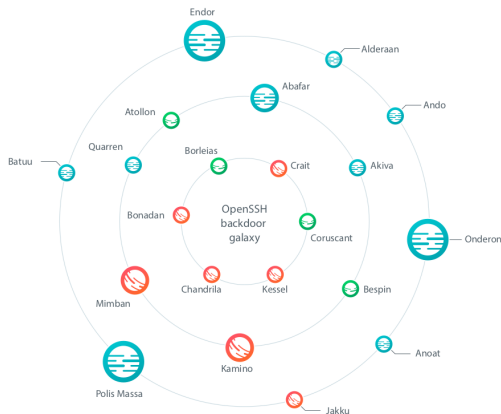 Endor
Alderaan
Abafar
Ando
Atollon
Quarren
Borleias
Batuu
Crait
Akiva
Bonadan
OpenSSH
backdoor
galaxy
Coruscant
Onderon
Chandrila
Kessel
Bespin
Mimban
Anoat
Kamino
Polis Massa
Jakku